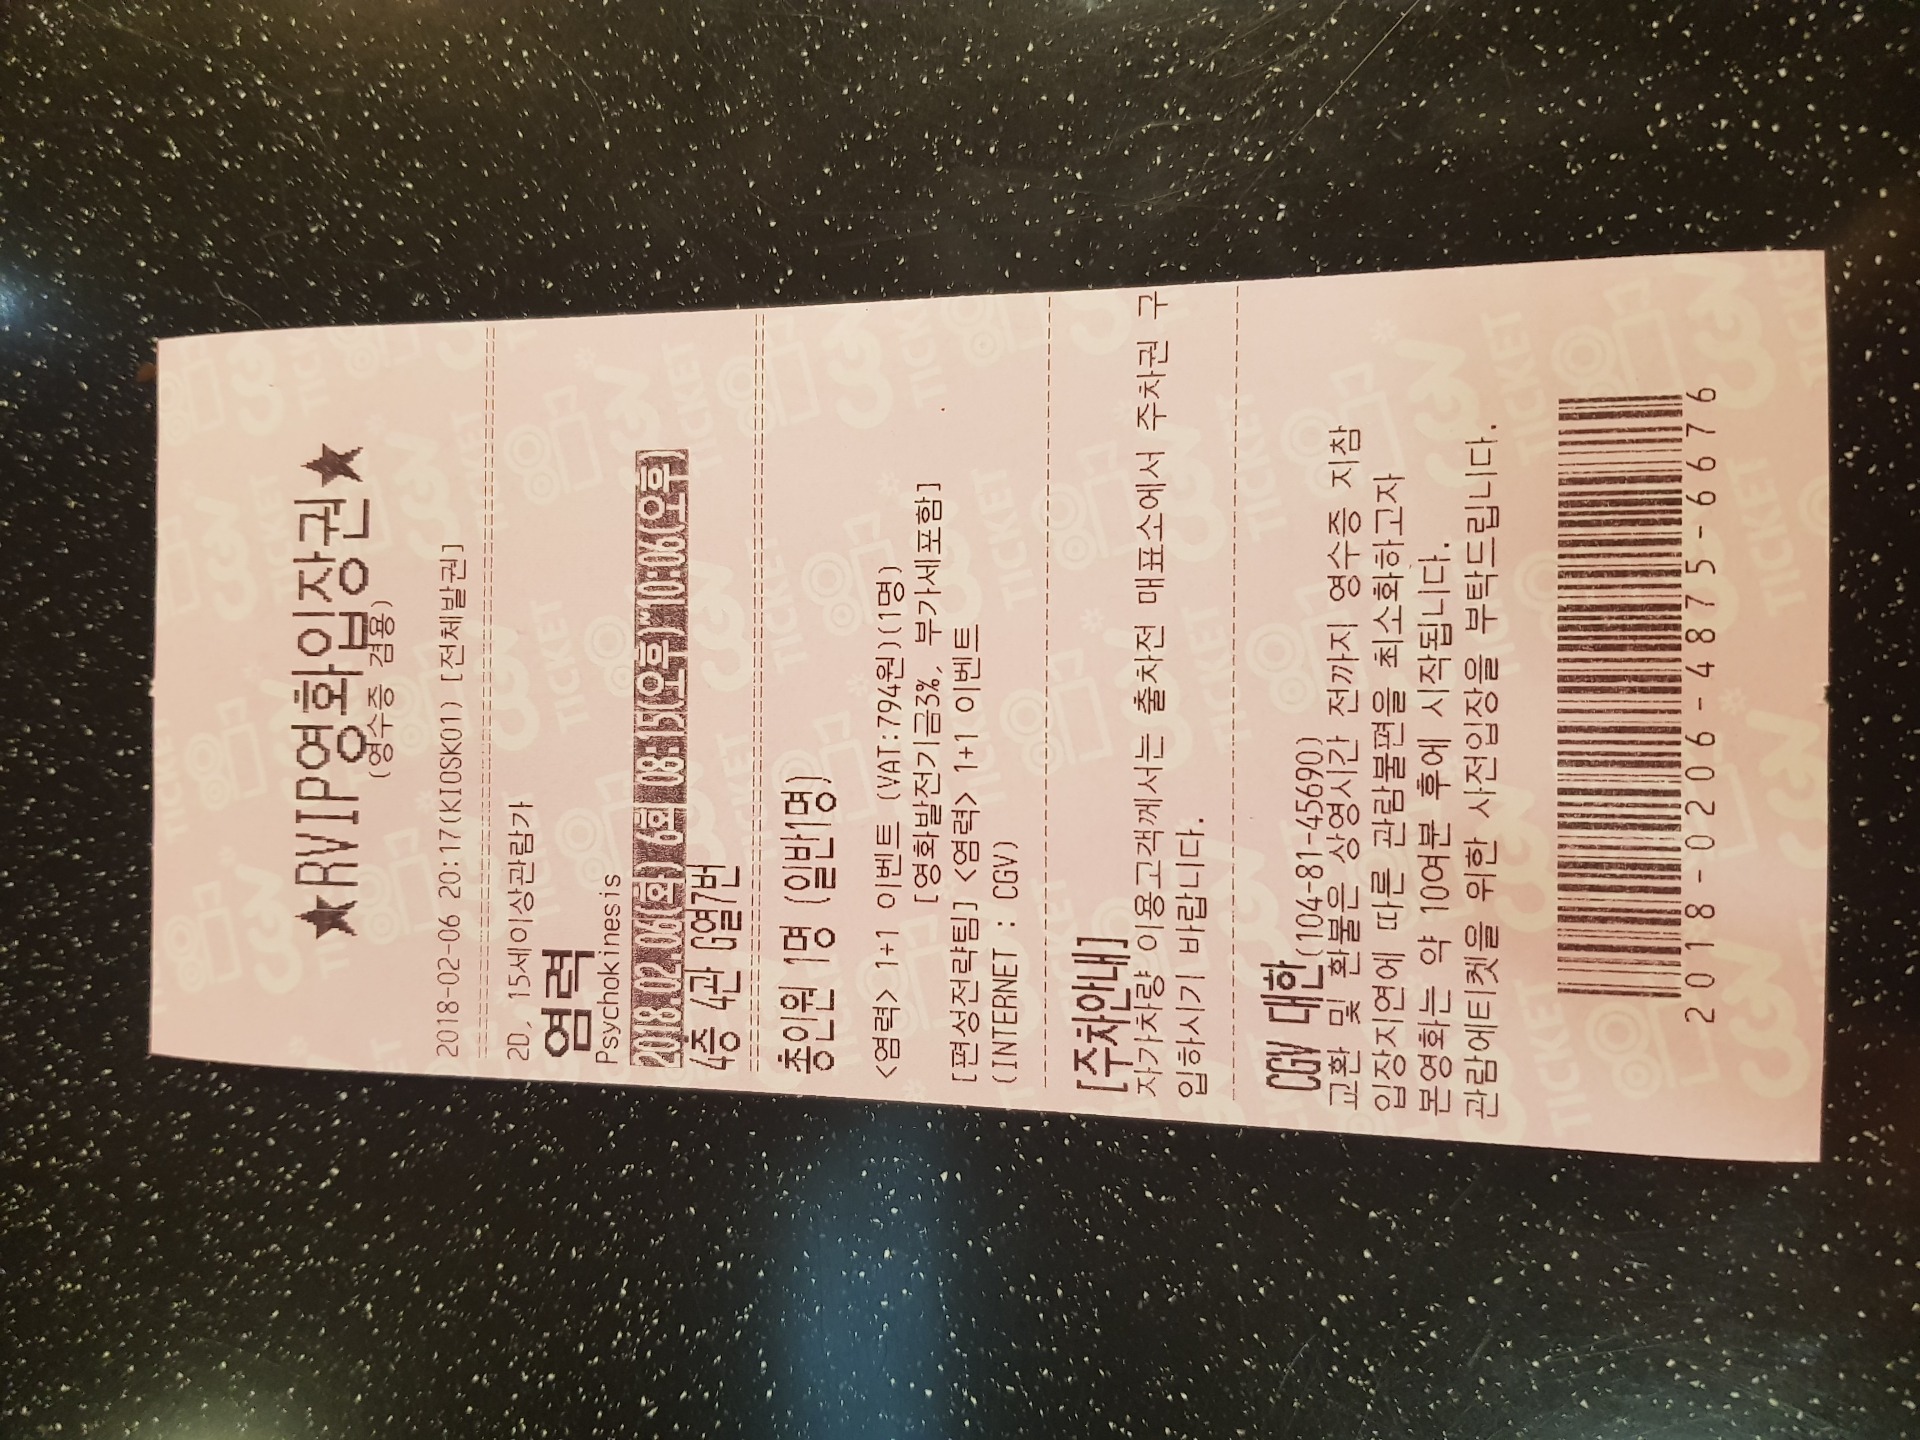 ★RVIP영화입장권★
(영수증 겸용)
2018-02-06 20:17(KIOSK01) [전체발권]
2D, 15세이상관람가
염력
Psychokinesis
2018.02.06(화) 6회 08:15(오후)~10:06(오후)
4층 4관 G열7번
총인원 1명 (일반1명)
<염력> 1+1 이벤트 (VAT:794원)(1명)
[영화발전기금3%, 부가세포함]
[편성전략팀] <염력> 1+1 이벤트
(INTERNET : CGV)
[주차안내]
자가차량 이용고객께서는 출차전 매표소에서 주차권 구
입하시기 바랍니다.
CGV 대한(104-81-45690)
교환 및 환불은 상영시간 전까지 영수증 지참
입장지연에 따른 관람불편을 최소화하고자
본영화는 약 10여분 후에 시작됩니다.
관람에티켓을 위한 사전입장을 부탁드립니다.
2018-0206-4875-6676